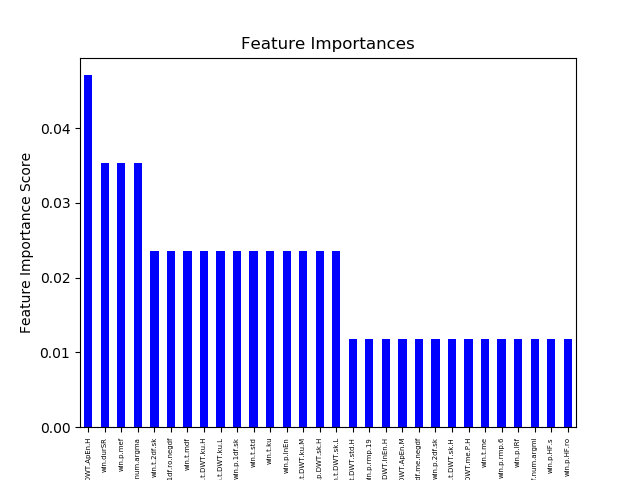 Feature Importances
Feature Importance Score
0.04
0.03
0.02
0.01
0.00
DWT.ApEn.H
win.durSR
win.p.mef
num.argma
win.t.2df.sk
1df.ro.negdf
win.t.mdf
.t.DWT.ku.H
.t.DWT.ku.L
win.p.1df.sk
win.t.std
win.t.ku
win.p.lnEn
.t.DWT.ku.M
.p.DWT.sk.H
.t.DWT.sk.L
.t.DWT.std.H
win.p.rmp.19
DWT.lnEn.H
DWT.ApEn.M
df.me.negdf
win.p.2df.sk
.t.DWT.sk.H
DWT.me.P.H
win.t.me
win.p.rmp.6
win.p.IRf
.num.argmi
win.p.HF.s
win.p.HF.ro